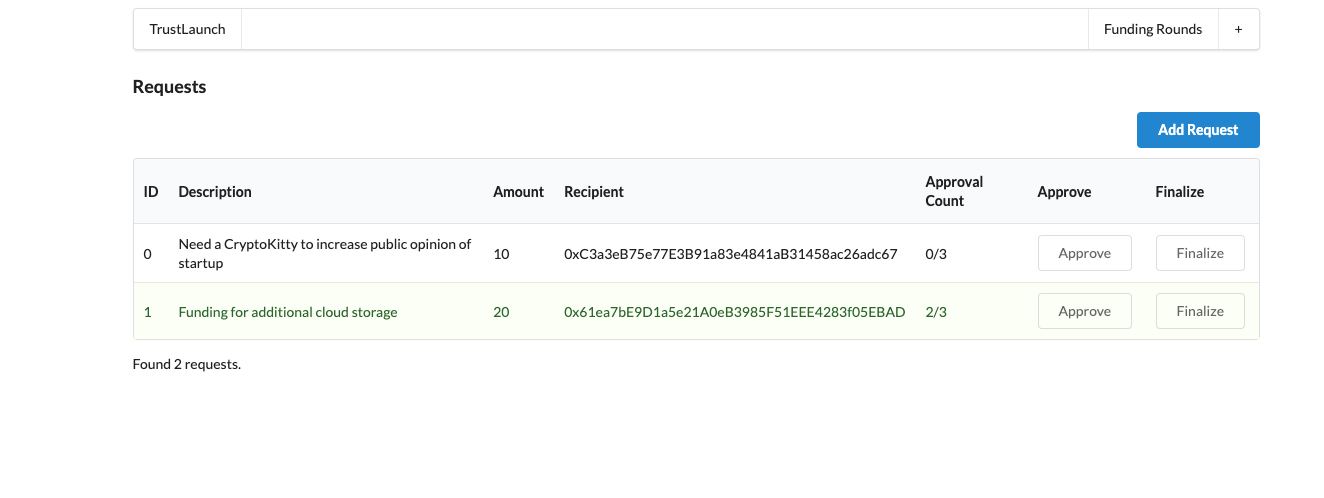 TrustLaunch Funding Rounds +
Requests
Add Request
ID Description Amount Recipient Approval Count Approve Finalize
0 Need a CryptoKitty to increase public opinion of startup 10 0xC3a3eB75e77E3B91a83e4841aB31458ac26adc67 0/3 Approve Finalize
1 Funding for additional cloud storage 20 0x61ea7bE9D1a5e21A0eB3985F51EEE4283f05EBAD 2/3 Approve Finalize
Found 2 requests.